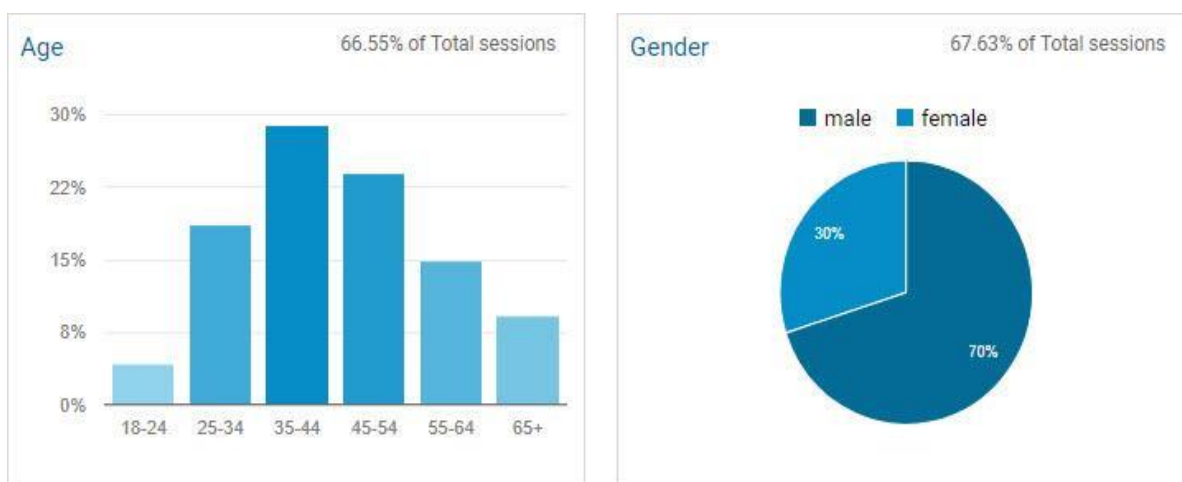 Age
66.55% of Total sessions
30%
22%
15%
8%
0%
18-24 25-34 35-44 45-54 55-64 65+
Gender
67.63% of Total sessions
male female
30%
70%